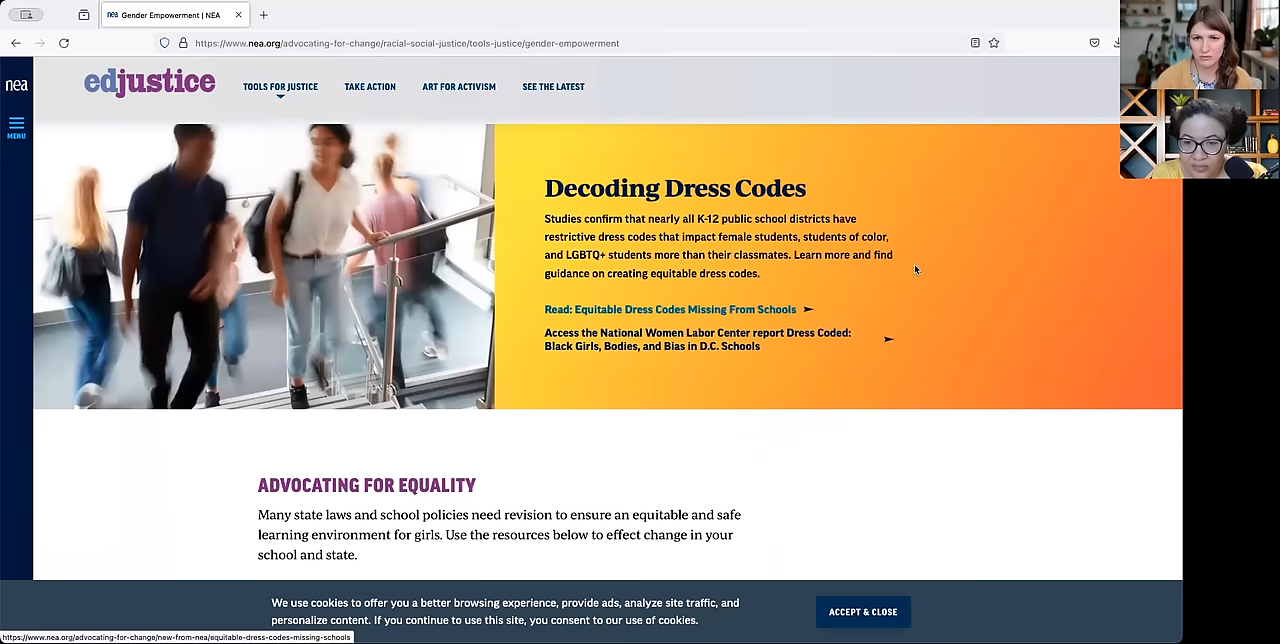 nea Gender Empowerment | NEA
https://www.nea.org/advocating-for-change/racial-social-justice/tools-justice/gender-empowerment
nea
MENU
edjustice
TOOLS FOR JUSTICE
TAKE ACTION
ART FOR ACTIVISM
SEE THE LATEST
Decoding Dress Codes
Studies confirm that nearly all K-12 public school districts have
restrictive dress codes that impact female students, students of color,
and LGBTQ+ students more than their classmates. Learn more and find
guidance on creating equitable dress codes.
Read: Equitable Dress Codes Missing From Schools
Access the National Women Labor Center report Dress Coded:
Black Girls, Bodies, and Bias in D.C. Schools
ADVOCATING FOR EQUALITY
Many state laws and school policies need revision to ensure an equitable and safe
learning environment for girls. Use the resources below to effect change in your
school and state.
We use cookies to offer you a better browsing experience, provide ads, analyze site traffic, and
personalize content. If you continue to use this site, you consent to our use of cookies.
ACCEPT & CLOSE
https://www.nea.org/advocating-for-change/new-from-nea/equitable-dress-codes-missing-schools